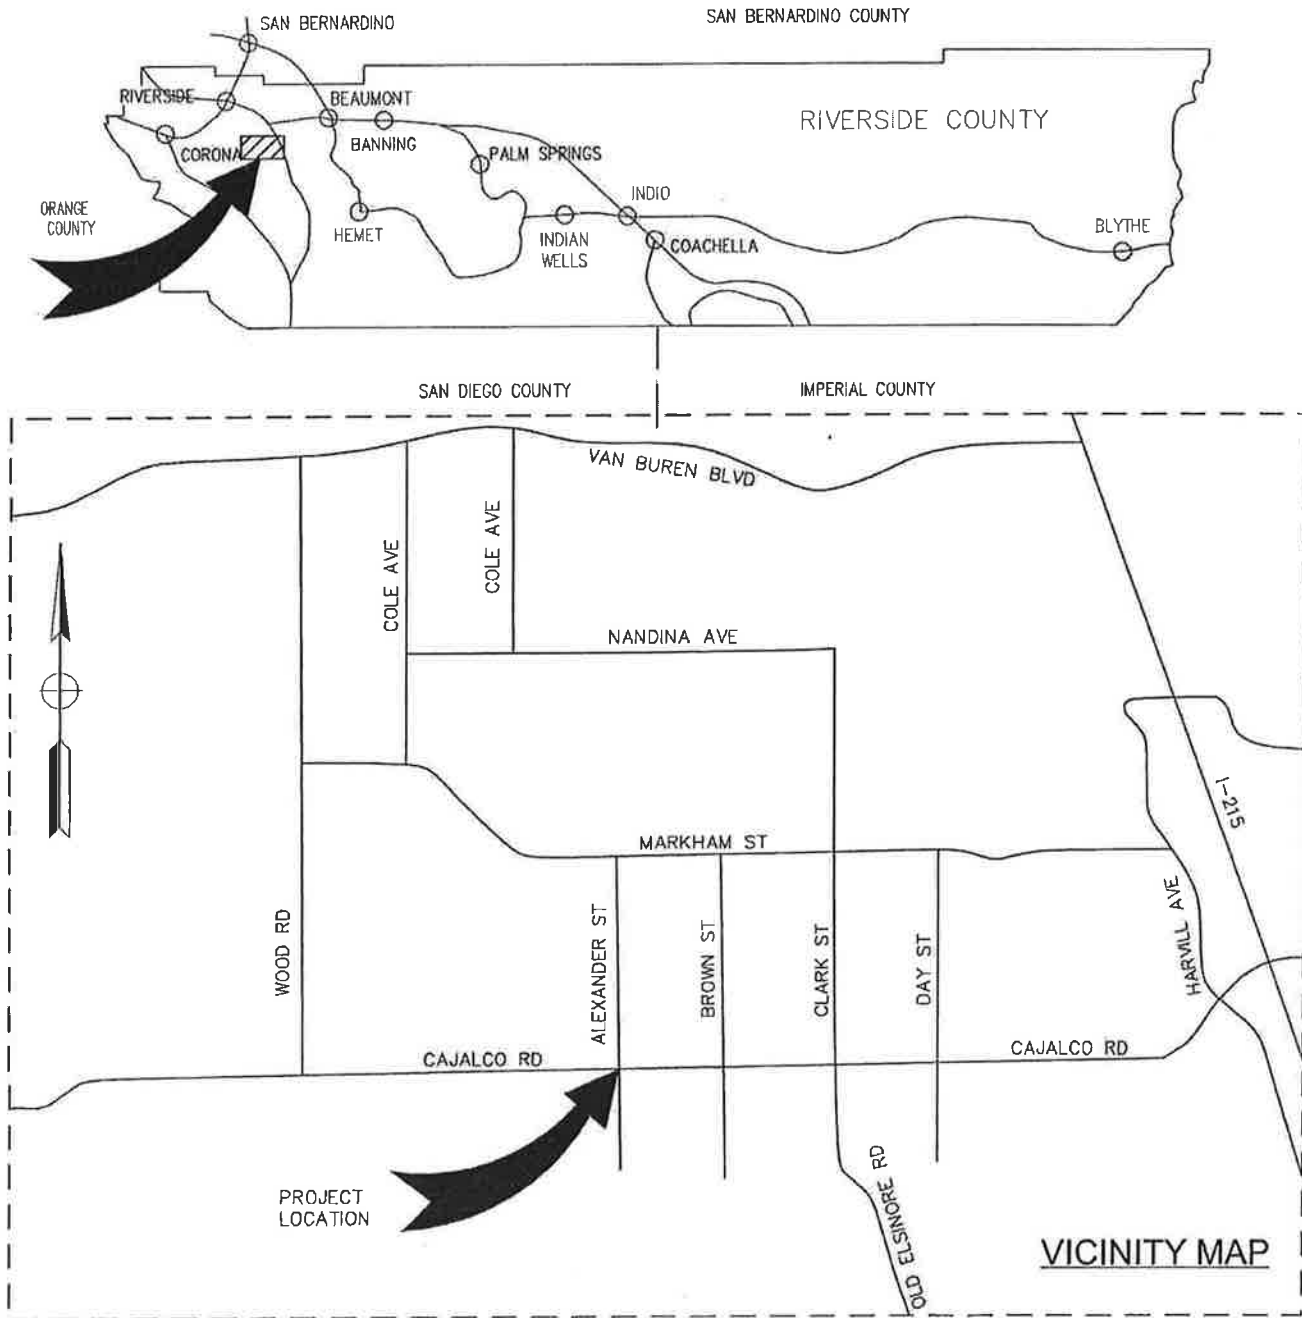 SAN BERNARDINO COUNTY
SAN BERNARDINO
RIVERSIDE
BEAUMONT
RIVERSIDE COUNTY
CORONA
BANNING
PALM SPRINGS
ORANGE
COUNTY
HEMET
INDIAN
WELLS
INDIO
COACHELLA
BLYTHE
SAN DIEGO COUNTY
IMPERIAL COUNTY
VAN BUREN BLVD
COLE AVE
COLE AVE
NANDINA AVE
I-215
MARKHAM ST
WOOD RD
ALEXANDER ST
BROWN ST
CLARK ST
DAY ST
HARVILL AVE
CAJALCO RD
CAJALCO RD
PROJECT
LOCATION
OLD ELSINORE RD
VICINITY MAP